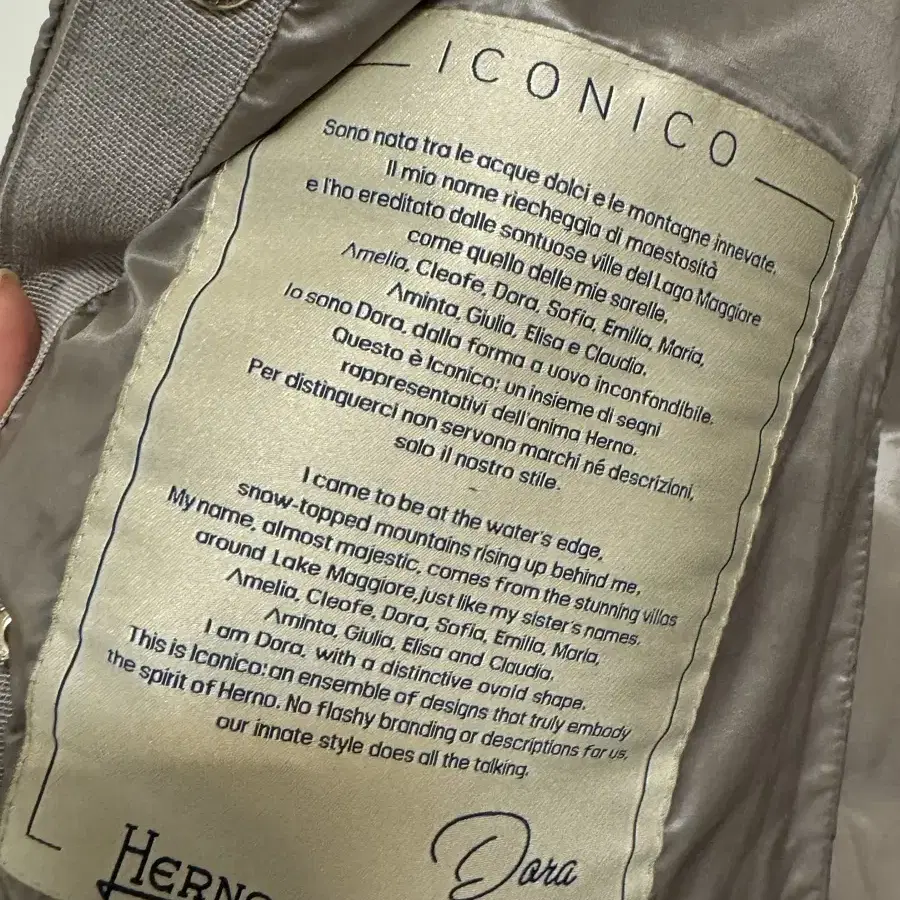 ICONICO
Sono nata tra le acque dolci e le montagne innevate.
Il mio nome riecheggia di maestosità
e l'ho ereditato dalle sontuose ville del Lago Maggiore
come quello delle mie sorelle.
Amelia, Cleofe, Dora, Sofia, Emilia, Maria,
Aminta, Giulia, Elisa e Claudia.
Io sono Dora, dalla forma a uovo inconfondibile.
Questo è Iconico: un insieme di segni
rappresentativi dell'anima Herno.
Per distinguerci non servono marchi né descrizioni,
solo il nostro stile.
I came to be at the water's edge,
snow-topped mountains rising up behind me,
My name, almost majestic, comes from the stunning villas
around Lake Maggiore, just like my sister's names.
Amelia, Cleofe, Dora, Sofia, Emilia, Maria,
Aminta, Giulia, Elisa and Claudia.
I am Dora, with a distinctive ovoid shape.
This is Iconico: an ensemble of designs that truly embody
the spirit of Herno. No flashy branding or descriptions for us,
our innate style does all the talking.
HERNO
Dora